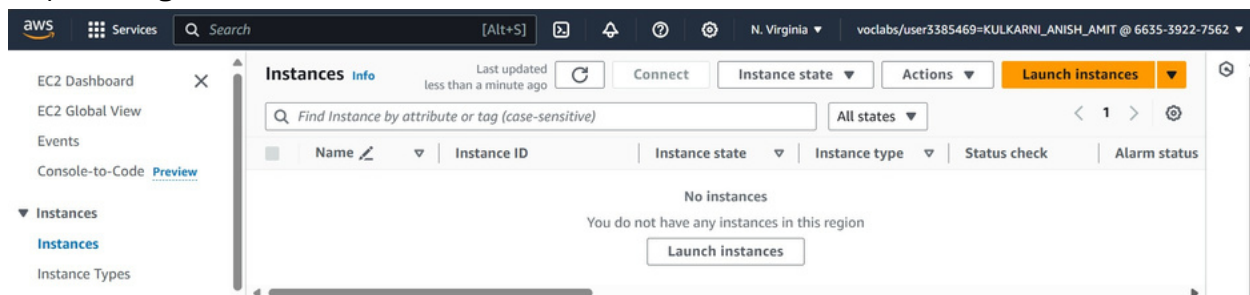 aws Services Search [Alt+S] N. Virginia voclabs/user3385469=KULKARNI_ANISH_AMIT @ 6635-3922-7562
EC2 Dashboard
EC2 Global View
Events
Console-to-Code Preview
Instances
Instances
Instance Types
Instances Info Last updated less than a minute ago Connect Instance state Actions Launch instances
Find Instance by attribute or tag (case-sensitive) All states 1
Name Instance ID Instance state Instance type Status check Alarm status
No instances
You do not have any instances in this region
Launch instances